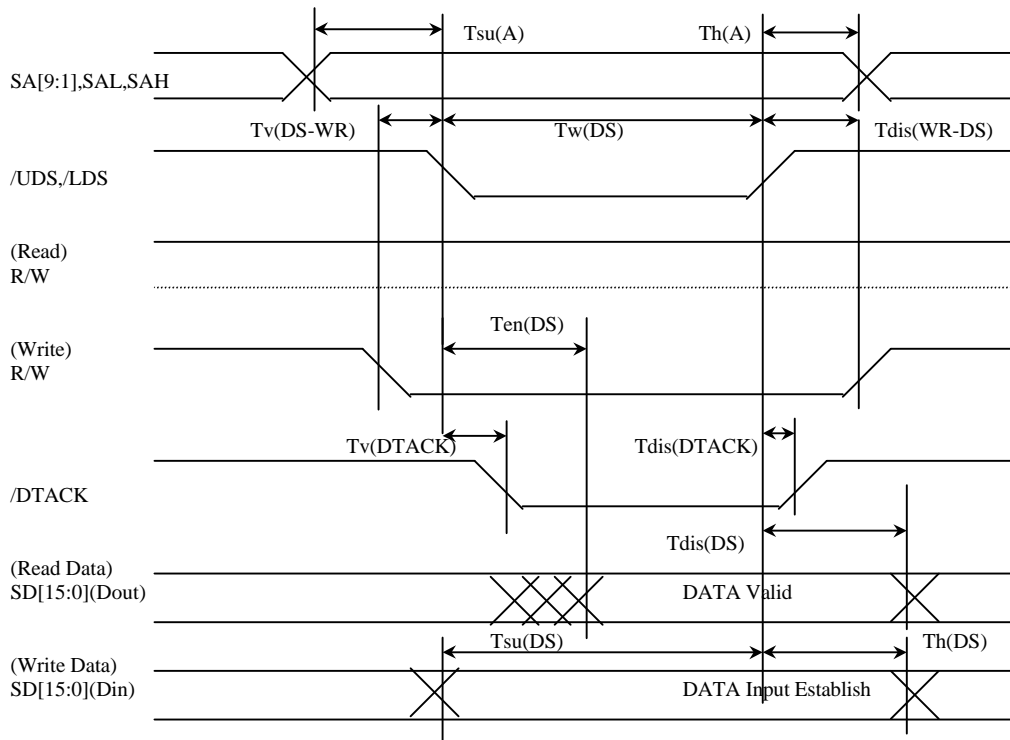 Tsu(A) Th(A)
SA[9:1],SAL,SAH
Tv(DS-WR) Tw(DS) Tdis(WR-DS)
/UDS,/LDS
(Read)
R/W
Ten(DS)
(Write)
R/W
Tv(DTACK) Tdis(DTACK)
/DTACK
Tdis(DS)
(Read Data)
SD[15:0](Dout) DATA Valid
Tsu(DS) Th(DS)
(Write Data)
SD[15:0](Din) DATA Input Establish